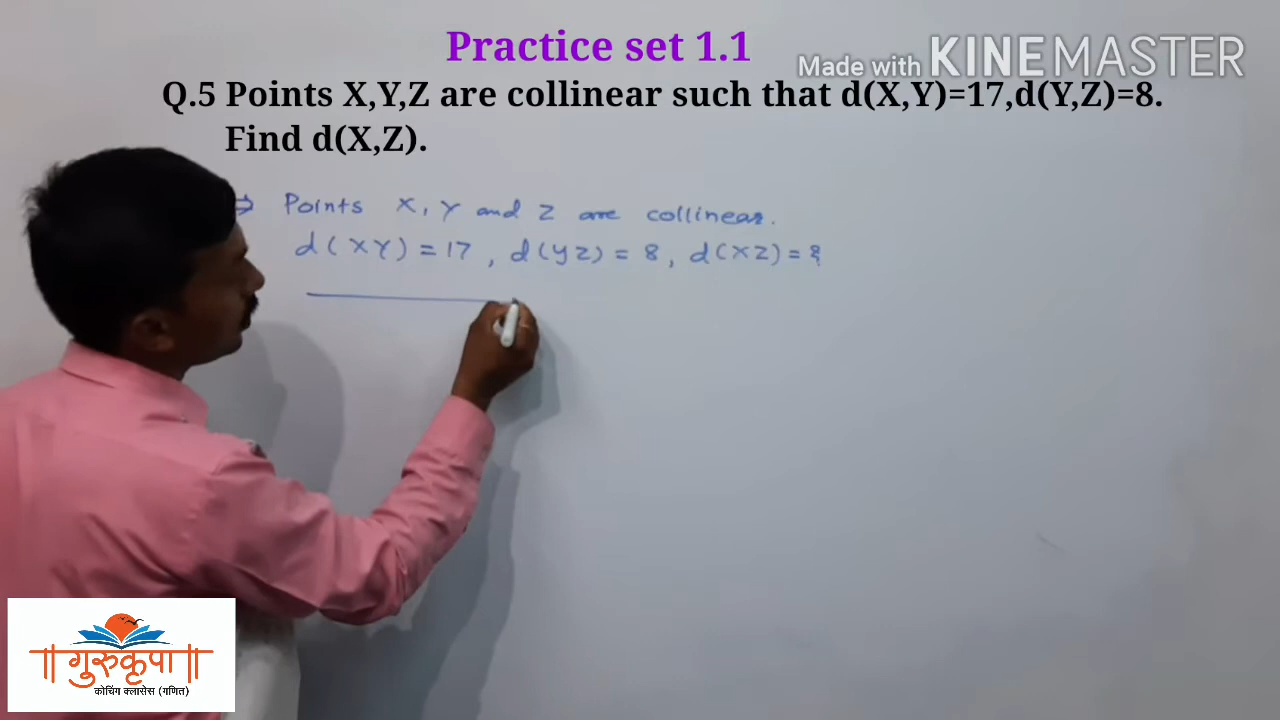 Practice set 1.1
Made with KINEMASTER
Q.5 Points X,Y,Z are collinear such that d(X,Y)=17,d(Y,Z)=8.
Find d(X,Z).
⇒ Points X, Y and Z are collinear.
d(XY) = 17, d(YZ) = 8, d(XZ) = ?
||गुरुकृपा||
कोचिंग क्लासेस (गणित)